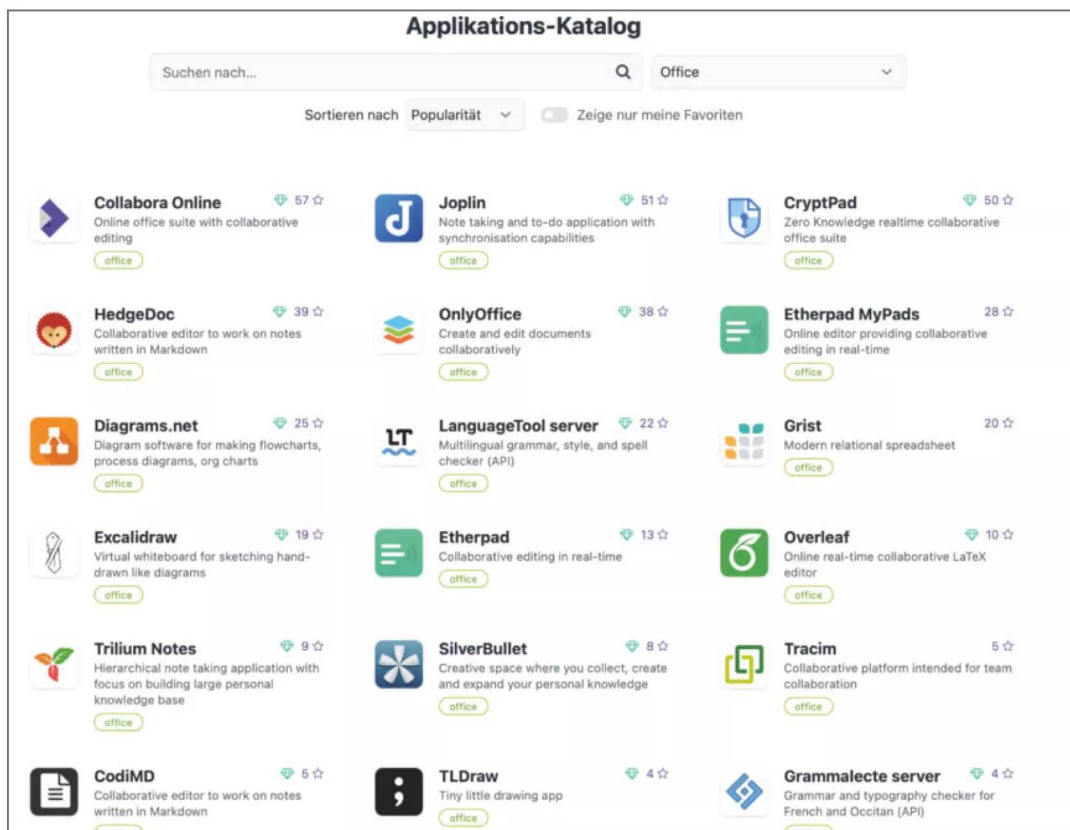 Applikations-Katalog
Suchen nach...
Office
Sortieren nach Popularität
Zeige nur meine Favoriten
Collabora Online 57
Online office suite with collaborative
editing
office
Joplin 51
Note taking and to-do application with
synchronisation capabilities
office
CryptPad 50
Zero Knowledge realtime collaborative
office suite
office
HedgeDoc 39
Collaborative editor to work on notes
written in Markdown
office
OnlyOffice 38
Create and edit documents
collaboratively
office
Etherpad MyPads 28
Online editor providing collaborative
editing in real-time
office
Diagrams.net 25
Diagram software for making flowcharts,
process diagrams, org charts
office
LT
LanguageTool server 22
Multilingual grammar, style, and spell
checker (API)
office
Grist 20
Modern relational spreadsheet
office
Excalidraw 19
Virtual whiteboard for sketching hand-
drawn like diagrams
office
Etherpad 13
Collaborative editing in real-time
office
Overleaf 10
Online real-time collaborative LaTeX
editor
office
Trilium Notes 9
Hierarchical note taking application with
focus on building large personal
knowledge base
office
SilverBullet 8
Creative space where you collect, create
and expand your personal knowledge
office
Tracim 5
Collaborative platform intended for team
collaboration
office
CodiMD 5
Collaborative editor to work on notes
written in Markdown
TLDraw 4
Tiny little drawing app
office
Grammalecte server 4
Grammar and typography checker for
French and Occitan (API)